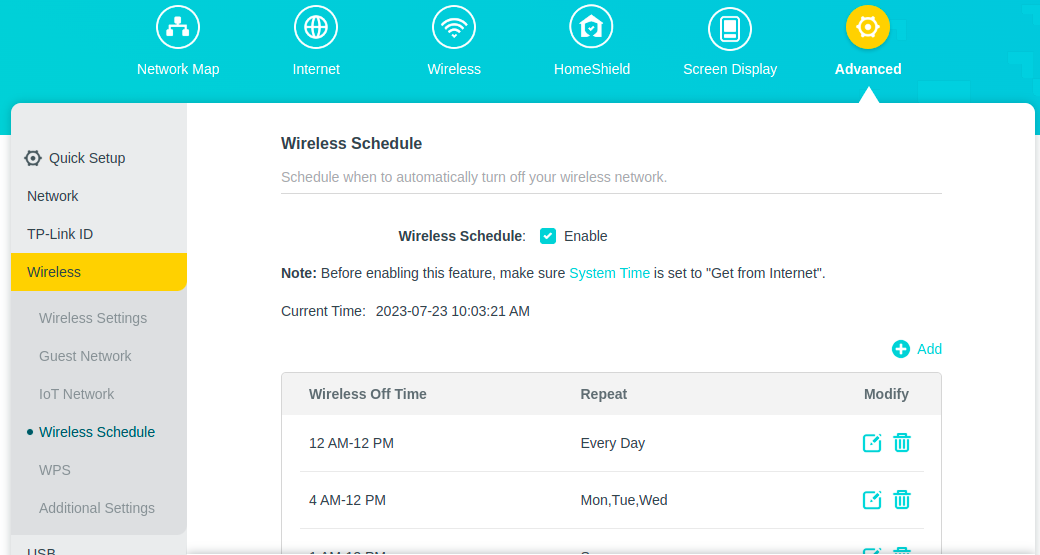 Network Map
Internet
Wireless
HomeShield
Screen Display
Advanced
Quick Setup
Network
TP-Link ID
Wireless
Wireless Settings
Guest Network
IoT Network
Wireless Schedule
WPS
Additional Settings
USB
Wireless Schedule
Schedule when to automatically turn off your wireless network.
Wireless Schedule: Enable
Note: Before enabling this feature, make sure System Time is set to "Get from Internet".
Current Time: 2023-07-23 10:03:21 AM
Add
Wireless Off Time Repeat Modify
12 AM-12 PM Every Day
4 AM-12 PM Mon,Tue,Wed